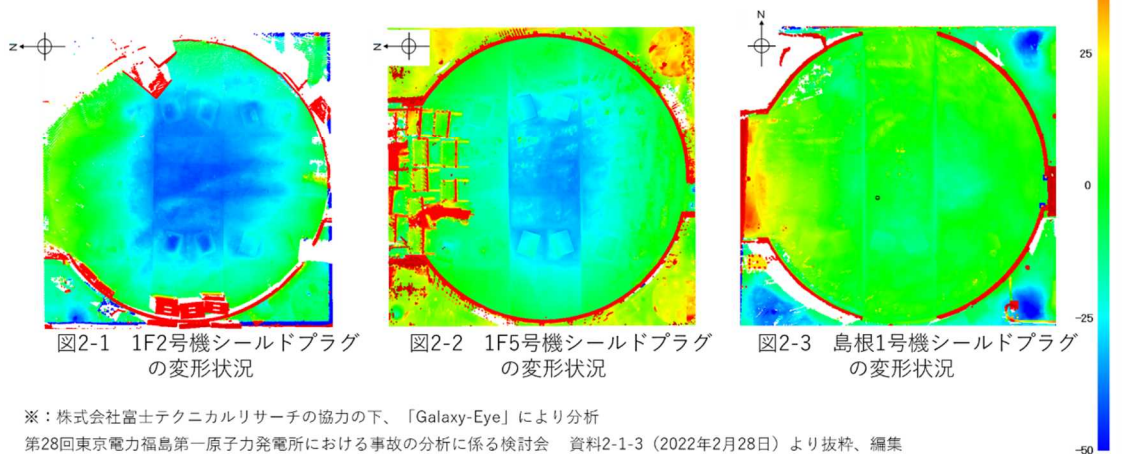 N
N
N
25
0
-25
-50
図2-1 1F2号機シールドプラグ
の変形状況
図2-2 1F5号機シールドプラグ
の変形状況
図2-3 島根1号機シールドプラグ
の変形状況
※：株式会社富士テクニカルリサーチの協力の下、「Galaxy-Eye」により分析
第28回東京電力福島第一原子力発電所における事故の分析に係る検討会 資料2-1-3（2022年2月28日）より抜粋、編集